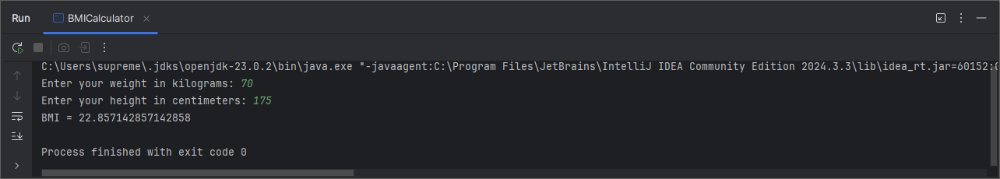 Run BMICalculator
C:\Users\supreme\.jdks\openjdk-23.0.2\bin\java.exe "-javaagent:C:\Program Files\JetBrains\IntelliJ IDEA Community Edition 2024.3.3\lib\idea_rt.jar=60152:
Enter your weight in kilograms: 70
Enter your height in centimeters: 175
BMI = 22.857142857142858
Process finished with exit code 0